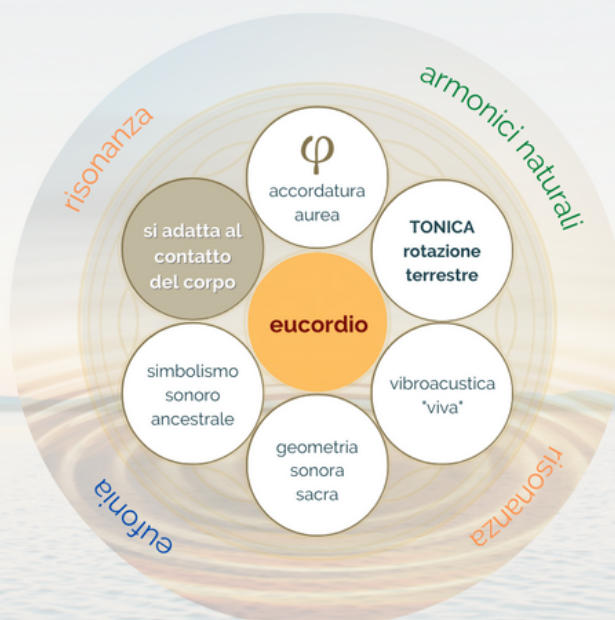 risonanza
armonici naturali
φ
accordatura
aurea
si adatta al
contatto
del corpo
TONICA
rotazione
terrestre
eucordio
simbolismo
sonoro
ancestrale
vibroacustica
"viva"
geometria
sonora
sacra
eufonia
risonanza